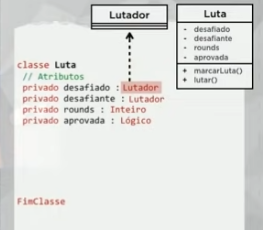 Lutador
Luta
- desafiado
- desafiante
- rounds
- aprovada
+ marcarLuta()
+ lutar()
classe Luta
// Atributos
privado desafiado : Lutador
privado desafiante : Lutador
privado rounds : Inteiro
privado aprovada : Lógico
FimClasse